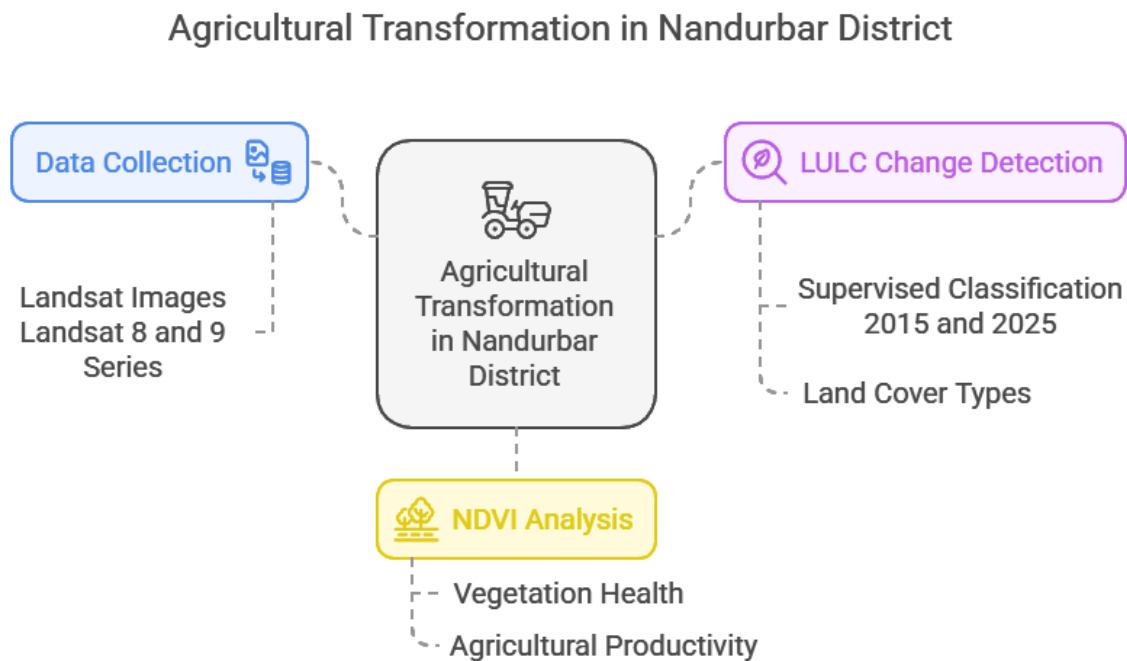 Agricultural Transformation in Nandurbar District
Data Collection
Landsat Images
Landsat 8 and 9
Series
Agricultural
Transformation
in Nandurbar
District
LULC Change Detection
Supervised Classification
2015 and 2025
Land Cover Types
NDVI Analysis
Vegetation Health
Agricultural Productivity